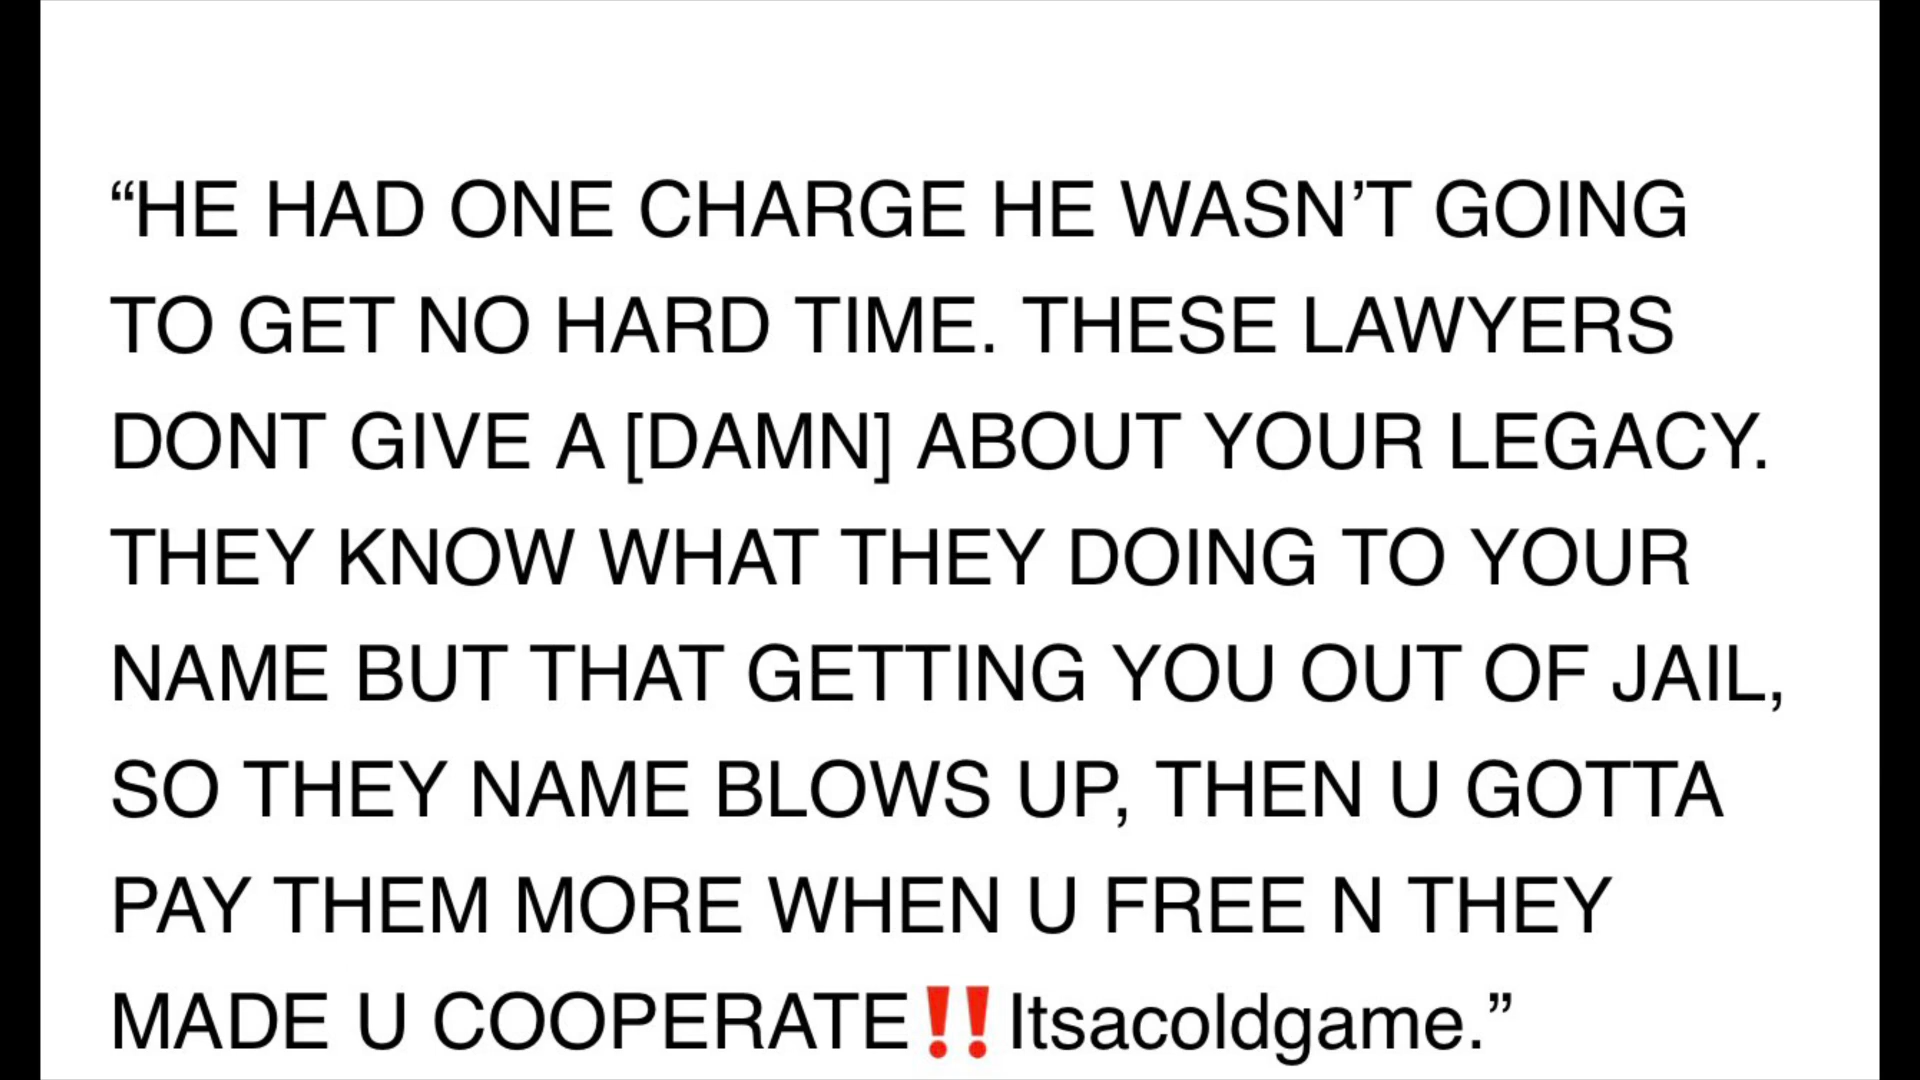 “HE HAD ONE CHARGE HE WASN’T GOING
TO GET NO HARD TIME. THESE LAWYERS
DONT GIVE A [DAMN] ABOUT YOUR LEGACY.
THEY KNOW WHAT THEY DOING TO YOUR
NAME BUT THAT GETTING YOU OUT OF JAIL,
SO THEY NAME BLOWS UP, THEN U GOTTA
PAY THEM MORE WHEN U FREE N THEY
MADE U COOPERATE‼️Itsacoldgame.”